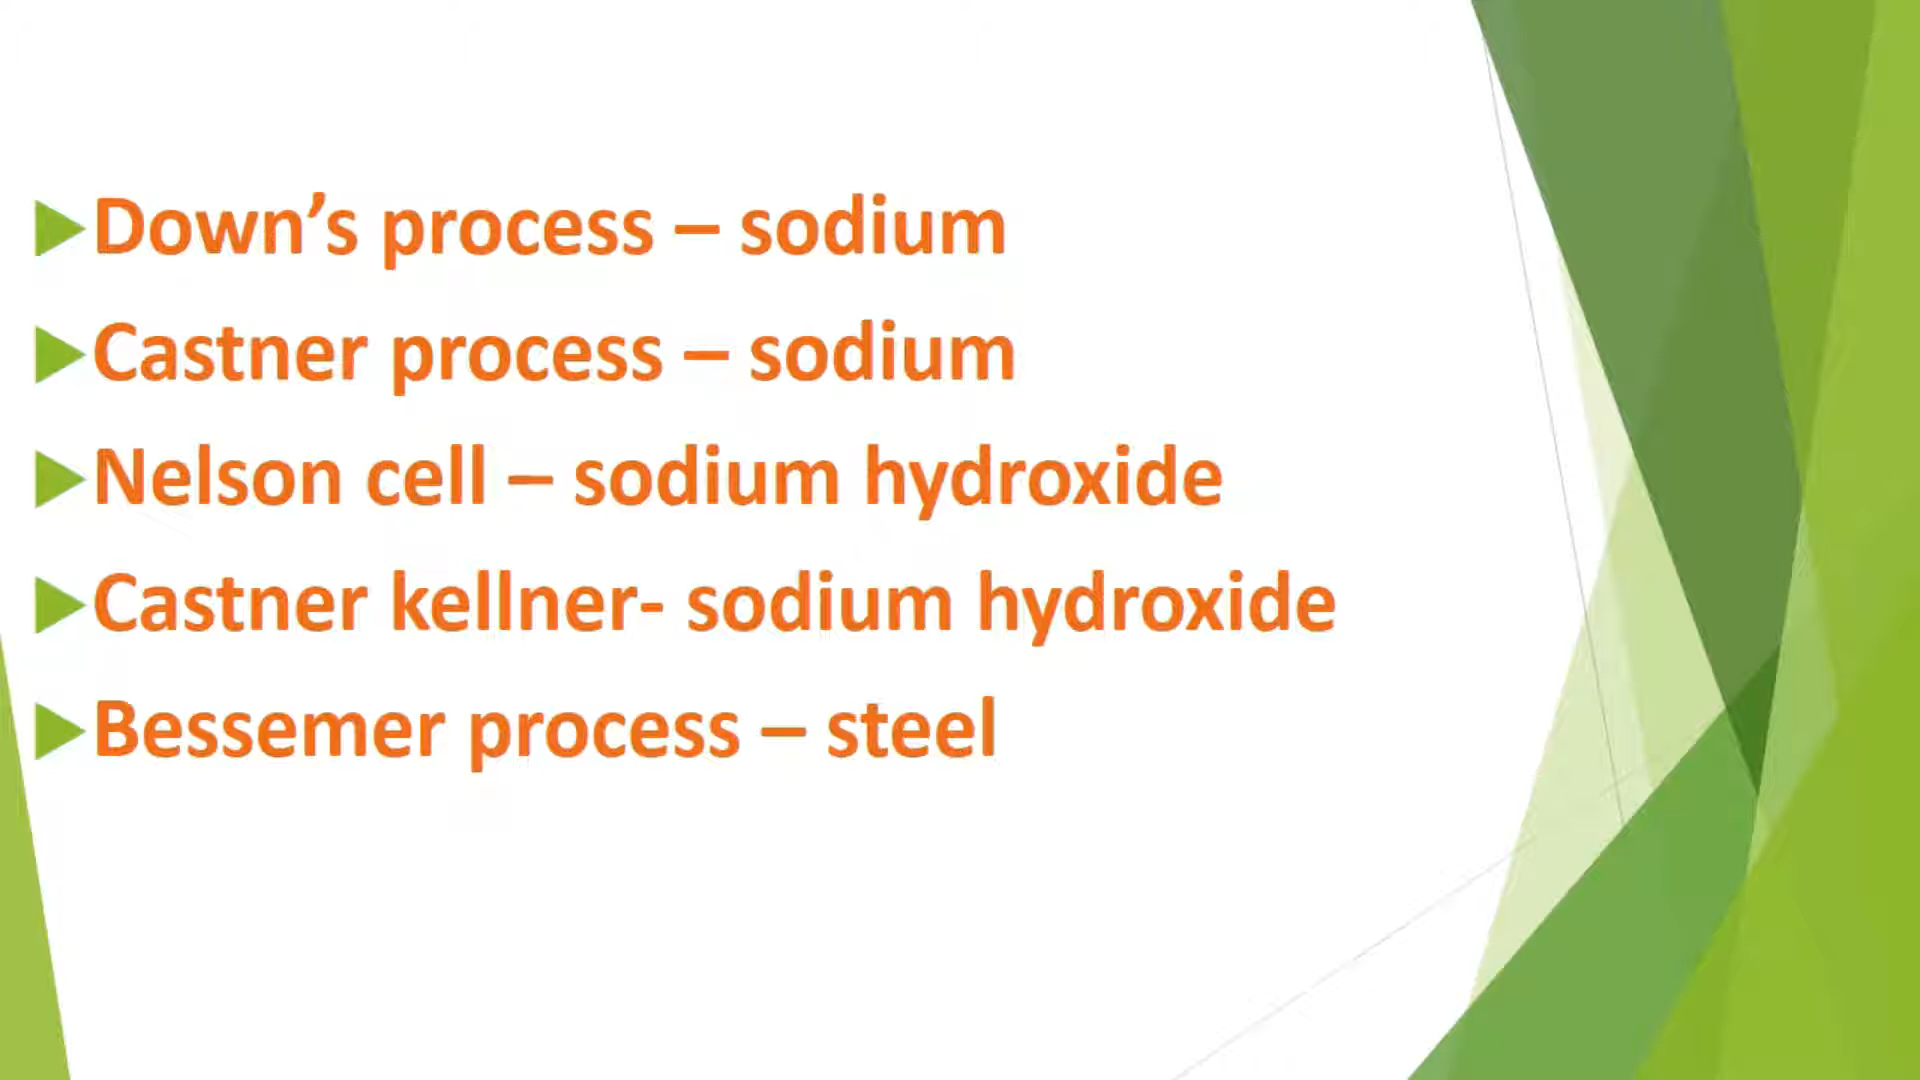 Down’s process – sodium
Castner process – sodium
Nelson cell – sodium hydroxide
Castner kellner- sodium hydroxide
Bessemer process – steel